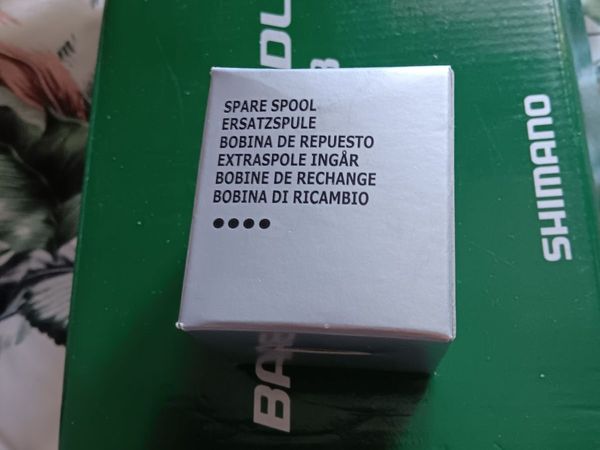 SPARE SPOOL
ERSATZSPULE
BOBINA DE REPUESTO
EXTRASPOLE INGÅR
BOBINE DE RECHANGE
BOBINA DI RICAMBIO
SHIMANO